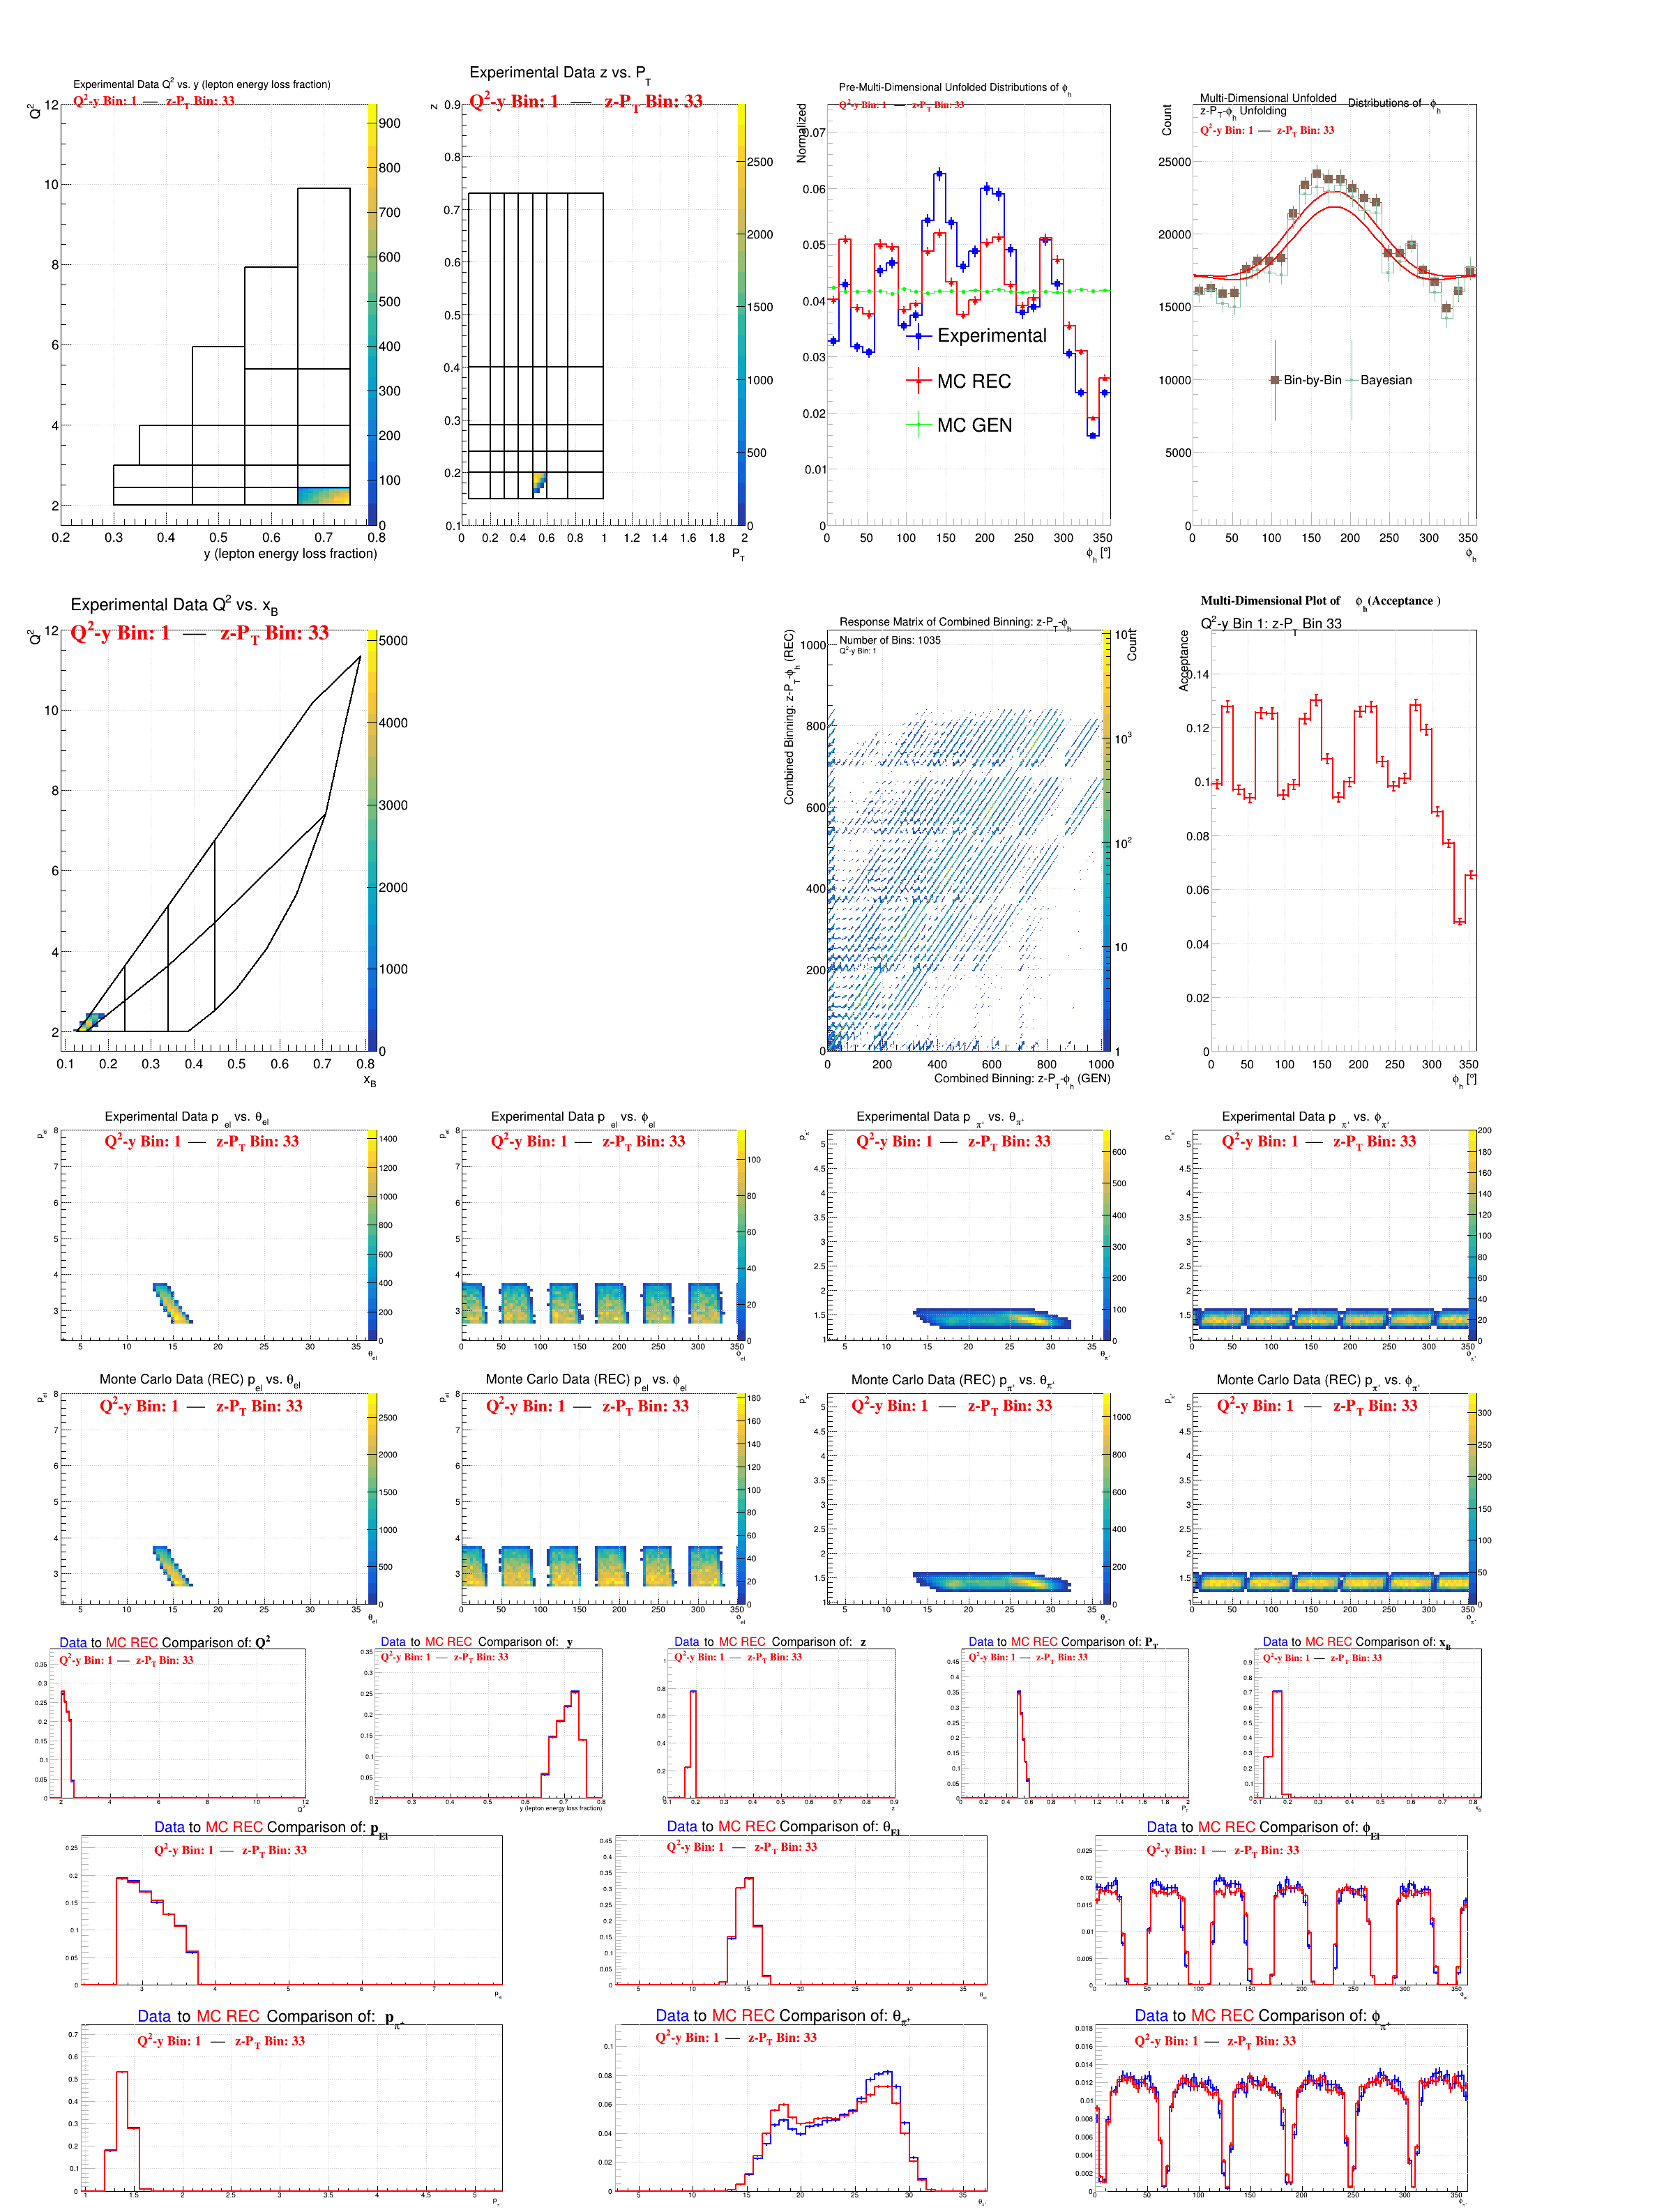 Experimental Data Q² vs. y (lepton energy loss fraction)
Q²-y Bin: 1 — z-P_T Bin: 33
Q²
y (lepton energy loss fraction)
Experimental Data z vs. P_T
Q²-y Bin: 1 — z-P_T Bin: 33
z
P_T
Pre-Multi-Dimensional Unfolded Distributions of ϕ_h
Q²-y Bin: 1 — z-P_T Bin: 33
Normalized
Experimental
MC REC
MC GEN
ϕ_h [°]
Multi-Dimensional Unfolded Distributions of ϕ_h
z-P_T-ϕ_h Unfolding
Q²-y Bin: 1 — z-P_T Bin: 33
Count
Bin-by-Bin
Bayesian
ϕ_h
Experimental Data Q² vs. x_B
Q²-y Bin: 1 — z-P_T Bin: 33
Q²
x_B
Response Matrix of Combined Binning: z-P_T-ϕ_h
Number of Bins: 1035
Q²-y Bin: 1
Combined Binning: z-P_T-ϕ_h (REC)
Count
Combined Binning: z-P_T-ϕ_h (GEN)
Multi-Dimensional Plot of ϕ_h (Acceptance )
Q²-y Bin 1: z-P_T Bin 33
Acceptance
ϕ_h [°]
Experimental Data p_el vs. θ_el
Q²-y Bin: 1 — z-P_T Bin: 33
Experimental Data p_el vs. ϕ_el
Q²-y Bin: 1 — z-P_T Bin: 33
Experimental Data p_π⁺ vs. θ_π⁺
Q²-y Bin: 1 — z-P_T Bin: 33
Experimental Data p_π⁺ vs. ϕ_π⁺
Q²-y Bin: 1 — z-P_T Bin: 33
Monte Carlo Data (REC) p_el vs. θ_el
Q²-y Bin: 1 — z-P_T Bin: 33
Monte Carlo Data (REC) p_el vs. ϕ_el
Q²-y Bin: 1 — z-P_T Bin: 33
Monte Carlo Data (REC) p_π⁺ vs. θ_π⁺
Q²-y Bin: 1 — z-P_T Bin: 33
Monte Carlo Data (REC) p_π⁺ vs. ϕ_π⁺
Q²-y Bin: 1 — z-P_T Bin: 33
Data to MC REC Comparison of: Q²
Q²-y Bin: 1 — z-P_T Bin: 33
Q²
Data to MC REC Comparison of: y
Q²-y Bin: 1 — z-P_T Bin: 33
y (lepton energy loss fraction)
Data to MC REC Comparison of: z
Q²-y Bin: 1 — z-P_T Bin: 33
z
Data to MC REC Comparison of: P_T
Q²-y Bin: 1 — z-P_T Bin: 33
P_T
Data to MC REC Comparison of: x_B
Q²-y Bin: 1 — z-P_T Bin: 33
x_B
Data to MC REC Comparison of: p_El
Q²-y Bin: 1 — z-P_T Bin: 33
Data to MC REC Comparison of: θ_El
Q²-y Bin: 1 — z-P_T Bin: 33
Data to MC REC Comparison of: ϕ_El
Q²-y Bin: 1 — z-P_T Bin: 33
Data to MC REC Comparison of: p_π⁺
Q²-y Bin: 1 — z-P_T Bin: 33
Data to MC REC Comparison of: θ_π⁺
Q²-y Bin: 1 — z-P_T Bin: 33
Data to MC REC Comparison of: ϕ_π⁺
Q²-y Bin: 1 — z-P_T Bin: 33